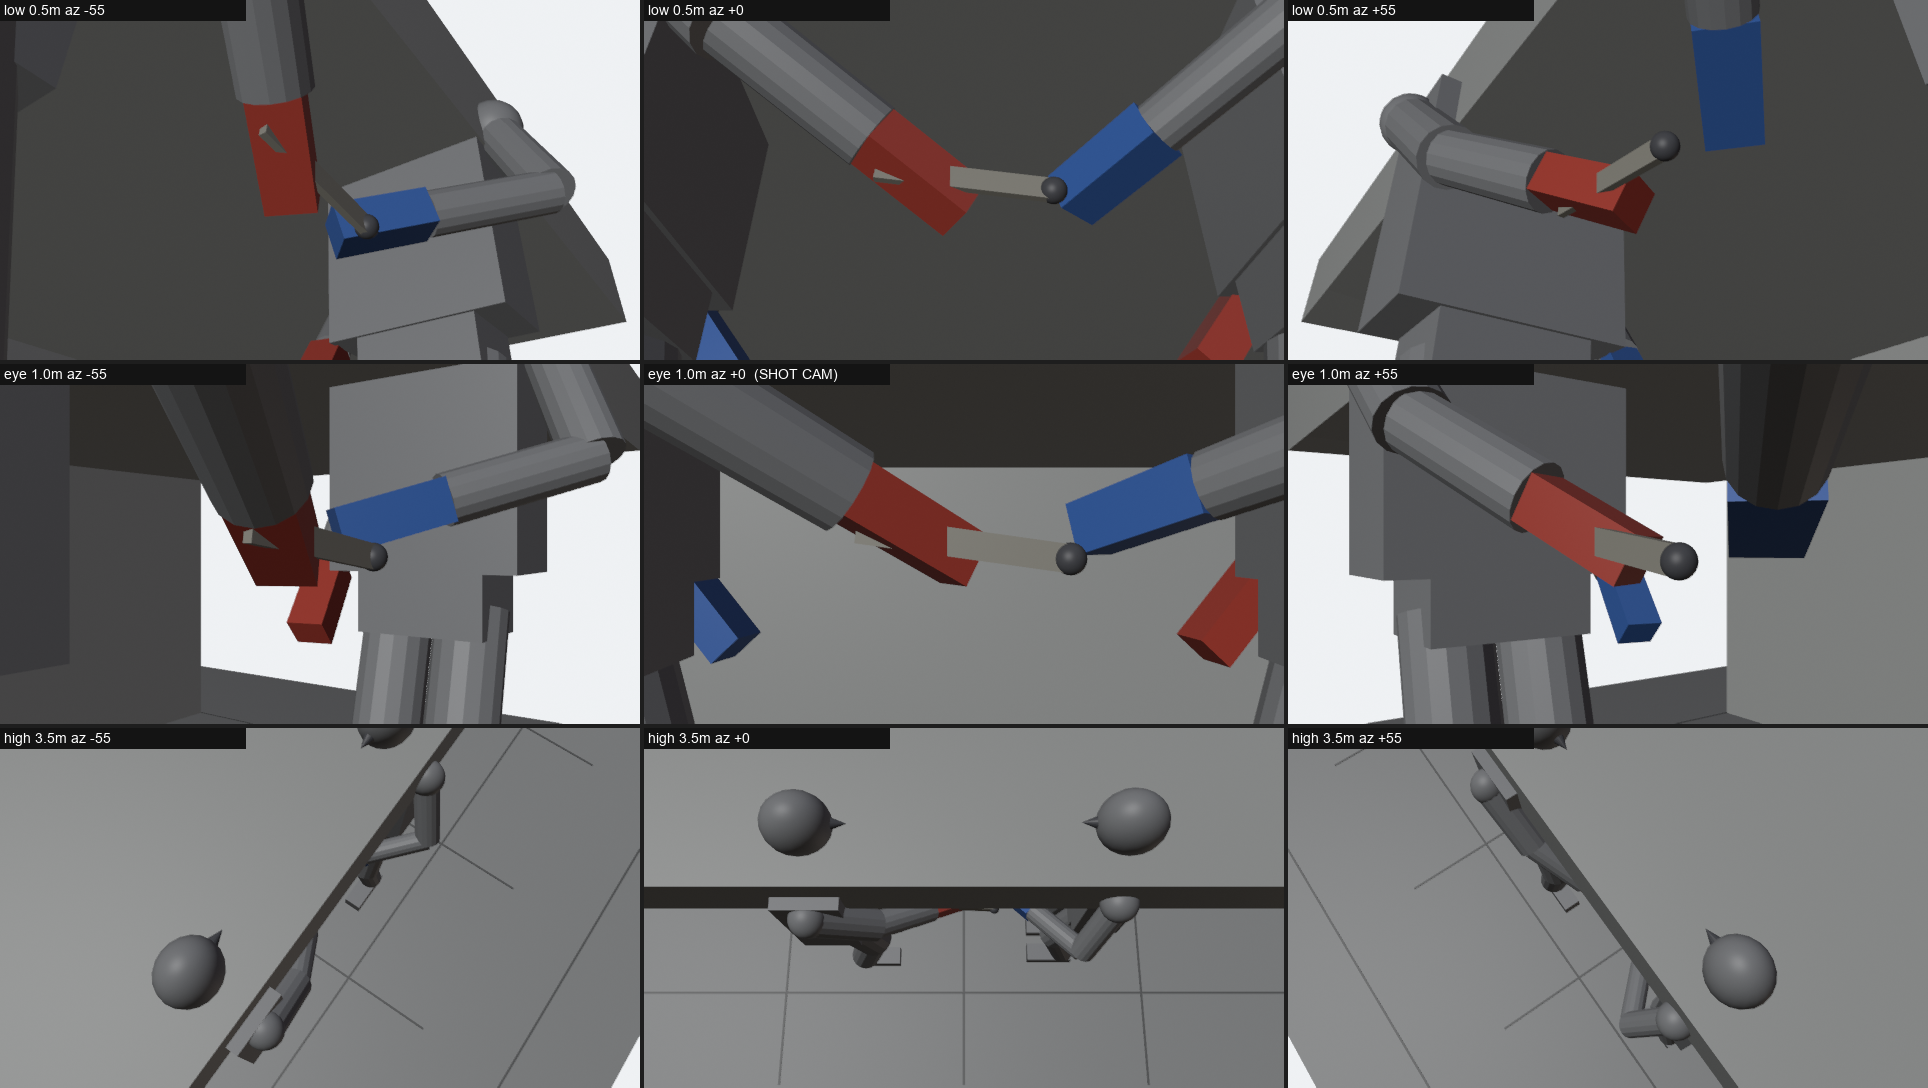 low 0.5m az -55
low 0.5m az +0
low 0.5m az +55
eye 1.0m az -55
eye 1.0m az +0 (SHOT CAM)
eye 1.0m az +55
high 3.5m az -55
high 3.5m az +0
high 3.5m az +55